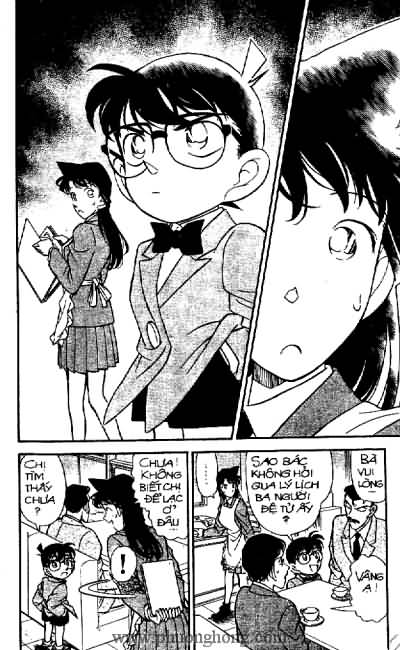 CHỊ
TÌM
THẤY
CHƯA
?
CHƯA!
KHÔNG
BIẾT CHỊ
ĐỂ LẠC
Ở
ĐÂU
!
SAO BÁC
KHÔNG HỎI
QUA LÝ LỊCH
BA NGƯỜI
ĐỆ TỬ ẤY
?
BÀ
VUI
LÒNG...
VÂNG
Ạ!
www.phuonghong.com